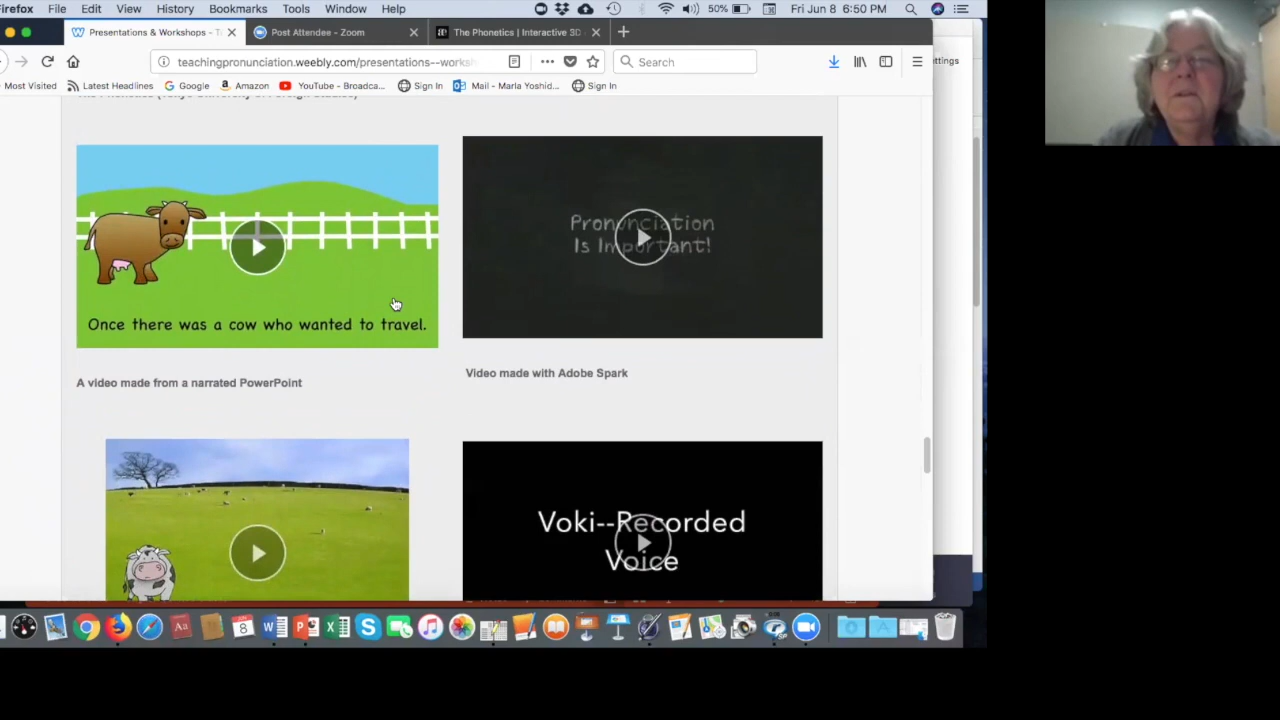 Firefox File Edit View History Bookmarks Tools Window Help 50% Fri Jun 8 6:50 PM
Presentations & Workshops - Post Attendee - Zoom The Phonetics | Interactive 3D
teachingpronunciation.weebly.com/presentations--works Search
Most Visited Latest Headlines Google Amazon YouTube - Broadca... Sign In Mail - Marla Yoshid... Sign In
Pronunciation
Is Important!
Once there was a cow who wanted to travel.
A video made from a narrated PowerPoint
Video made with Adobe Spark
Voki--Recorded
Voice